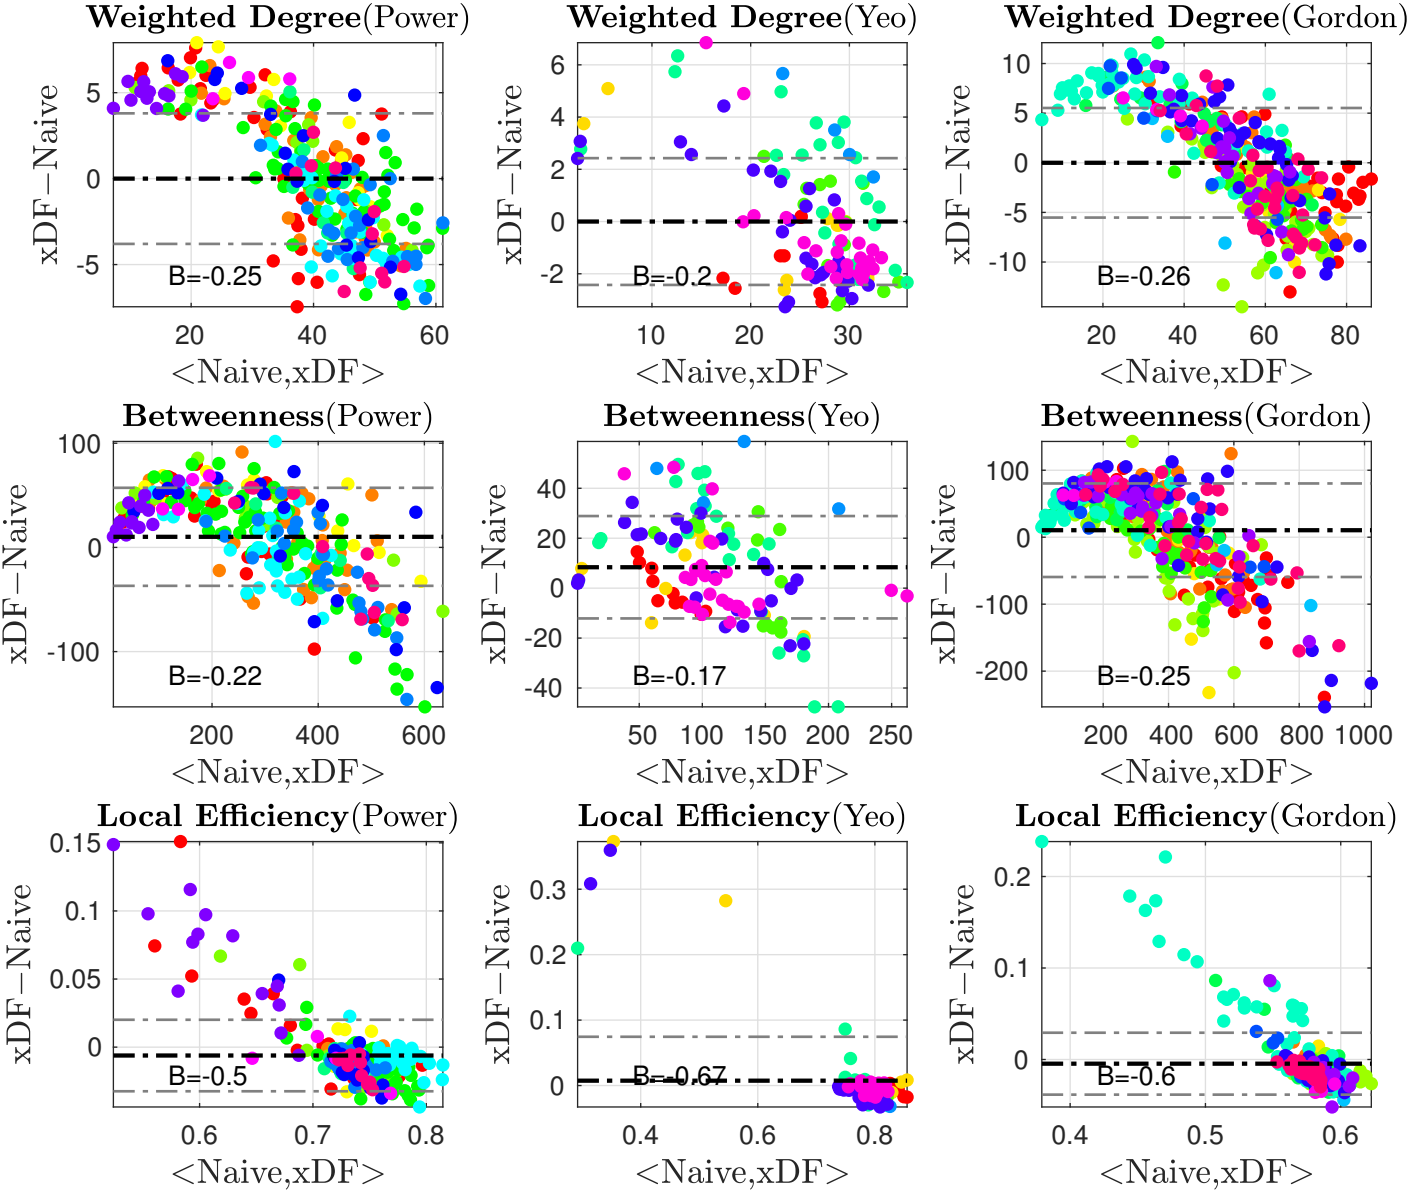 Weighted Degree(Power)
Weighted Degree(Yeo)
Weighted Degree(Gordon)
xDF−Naive
5
0
-5
B=-0.25
20
40
60
<Naive,xDF>
xDF−Naive
6
4
2
0
-2
B=-0.2
10
20
30
<Naive,xDF>
xDF−Naive
10
5
0
-5
-10
B=-0.26
20
40
60
80
<Naive,xDF>
Betweenness(Power)
Betweenness(Yeo)
Betweenness(Gordon)
xDF−Naive
100
0
-100
B=-0.22
200
400
600
<Naive,xDF>
xDF−Naive
40
20
0
-20
-40
B=-0.17
50
100
150
200
250
<Naive,xDF>
xDF−Naive
100
0
-100
-200
B=-0.25
200
400
600
800
1000
<Naive,xDF>
Local Efficiency(Power)
Local Efficiency(Yeo)
Local Efficiency(Gordon)
xDF−Naive
0.15
0.1
0.05
0
B=-0.5
0.6
0.7
0.8
<Naive,xDF>
xDF−Naive
0.3
0.2
0.1
0
B=-0.67
0.4
0.6
0.8
<Naive,xDF>
xDF−Naive
0.2
0.1
0
B=-0.6
0.4
0.5
0.6
<Naive,xDF>